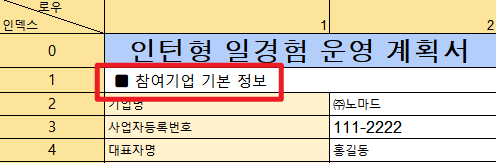 로우
인덱스 1 2
0 인턴형 일경험 운영 계획서
1 ■ 참여기업 기본 정보
2 기업명 ㈜노마드
3 사업자등록번호 111-2222
4 대표자명 홍길동